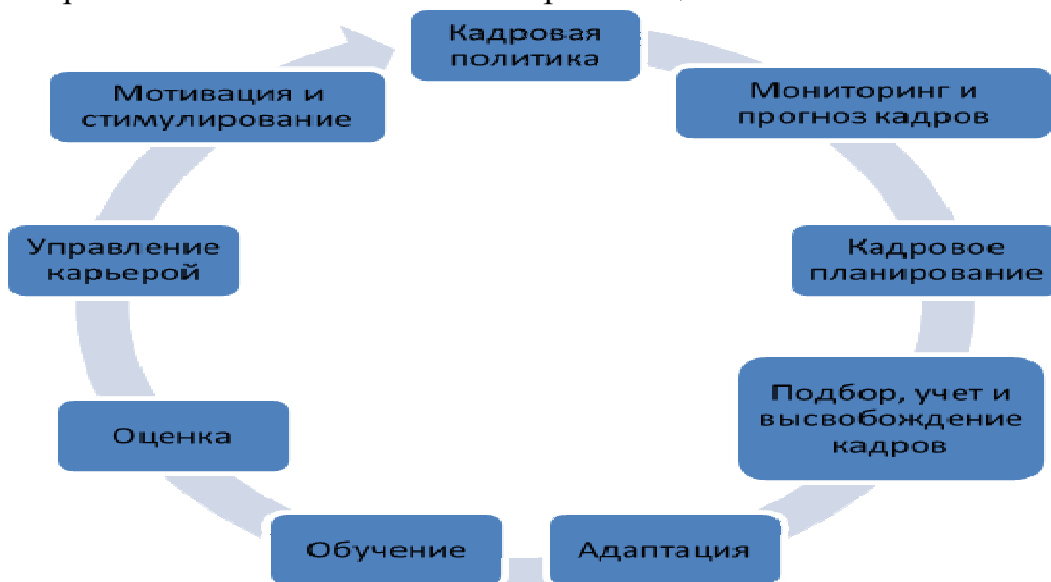 Кадровая
политика
Мониторинг и
прогноз кадров
Кадровое
планирование
Подбор, учет и
высвобождение
кадров
Адаптация
Обучение
Оценка
Управление
карьерой
Мотивация и
стимулирование